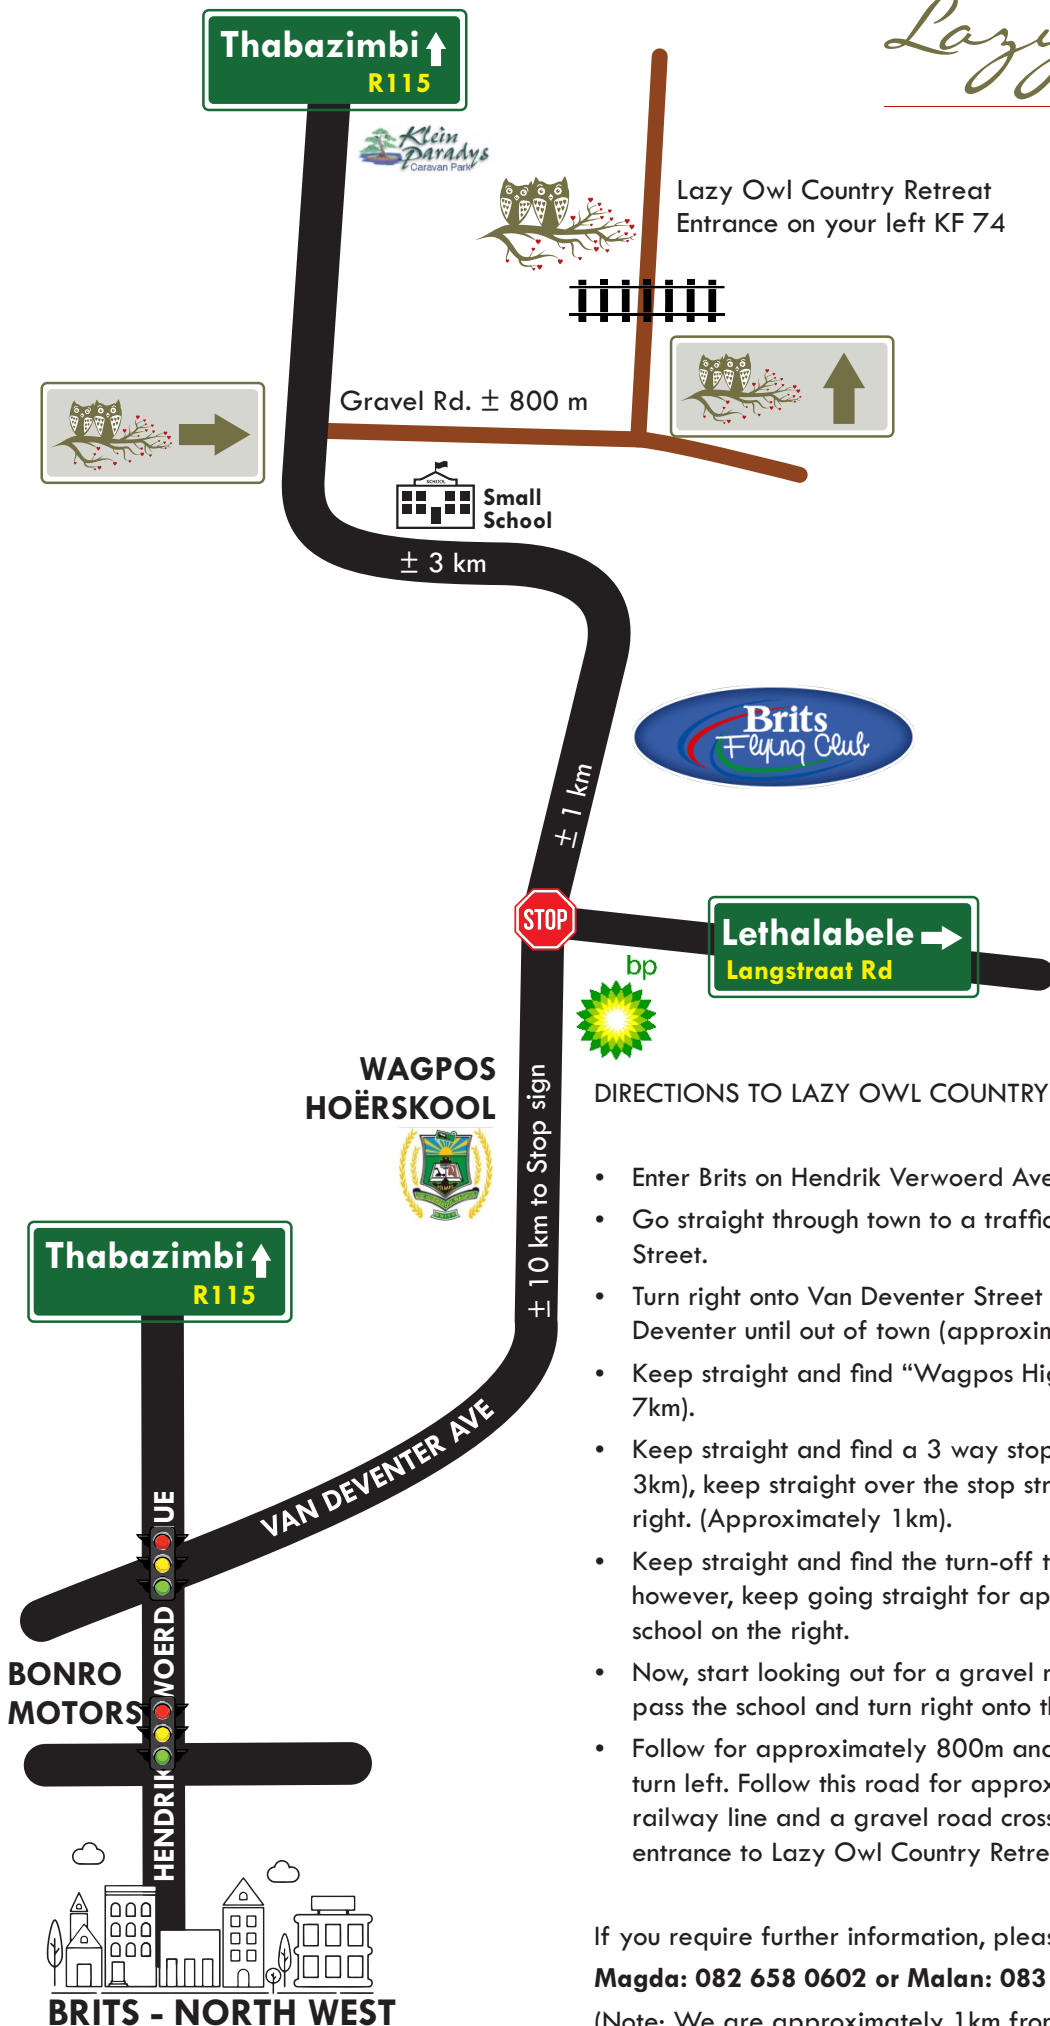 Thabazimbi
R115
Lazy
Klein
Paradys
Caravan Park
Lazy Owl Country Retreat
Entrance on your left KF 74
Gravel Rd. ± 800 m
SCHOOL
Small
School
± 3 km
Brits
Flying Club
± 1 km
STOP
Lethalabele
Langstraat Rd
bp
WAGPOS
HOËRSKOOL
± 10 km to Stop sign
Thabazimbi
R115
VAN DEVENTER AVE
BONRO
MOTORS
BRITS - NORTH WEST
DIRECTIONS TO LAZY OWL COUNTRY
• Enter Brits on Hendrik Verwoerd Ave
• Go straight through town to a traffic
Street.
• Turn right onto Van Deventer Street
Deventer until out of town (approxim
• Keep straight and find “Wagpos Hig
7km).
• Keep straight and find a 3 way stop
3km), keep straight over the stop str
right. (Approximately 1km).
• Keep straight and find the turn-off t
however, keep going straight for ap
school on the right.
• Now, start looking out for a gravel r
pass the school and turn right onto th
• Follow for approximately 800m and
turn left. Follow this road for approx
railway line and a gravel road cross
entrance to Lazy Owl Country Retre
If you require further information, pleas
Magda: 082 658 0602 or Malan: 083
(Note: We are approximately 1km from